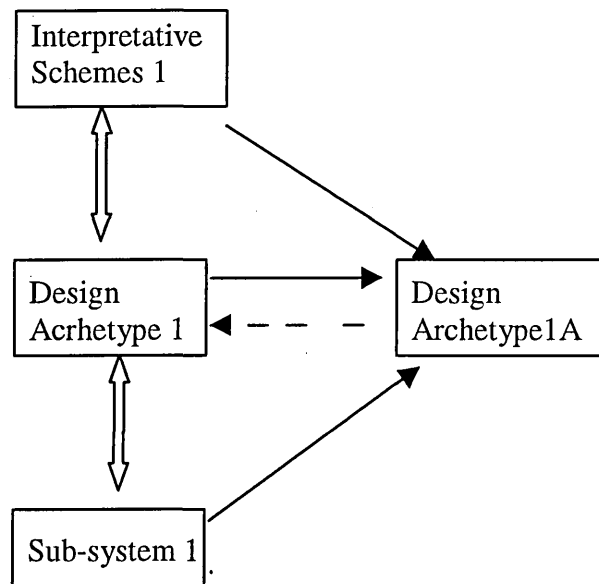 Interpretative
Schemes 1
Design
Acrhetype 1
Design
Archetype1A
Sub-system 1